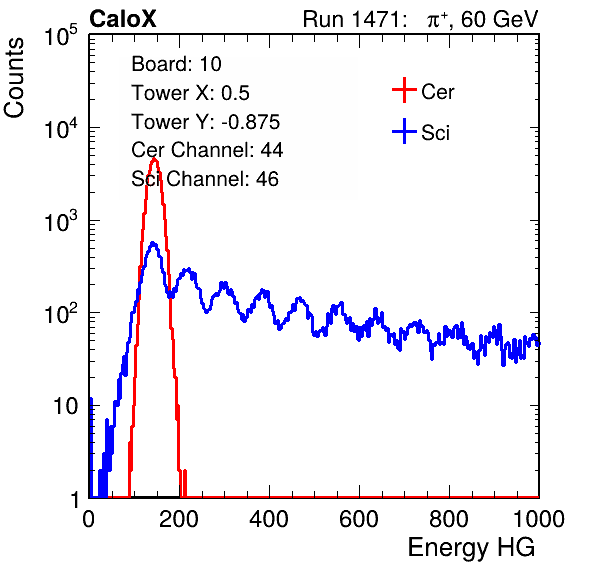 CaloX Run 1471: π⁺, 60 GeV
Counts
10⁵
10⁴
10³
10²
10
1
Board: 10
Tower X: 0.5
Tower Y: -0.875
Cer Channel: 44
Sci Channel: 46
Cer
Sci
0 200 400 600 800 1000
Energy HG